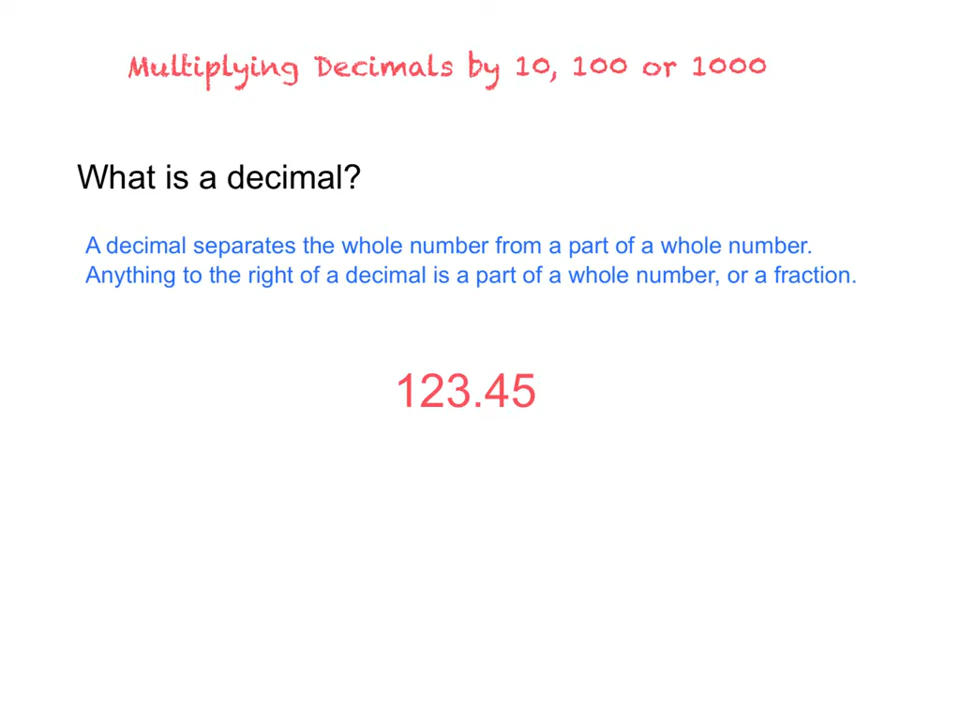 Multiplying Decimals by 10, 100 or 1000
What is a decimal?
A decimal separates the whole number from a part of a whole number.
Anything to the right of a decimal is a part of a whole number, or a fraction.
123.45